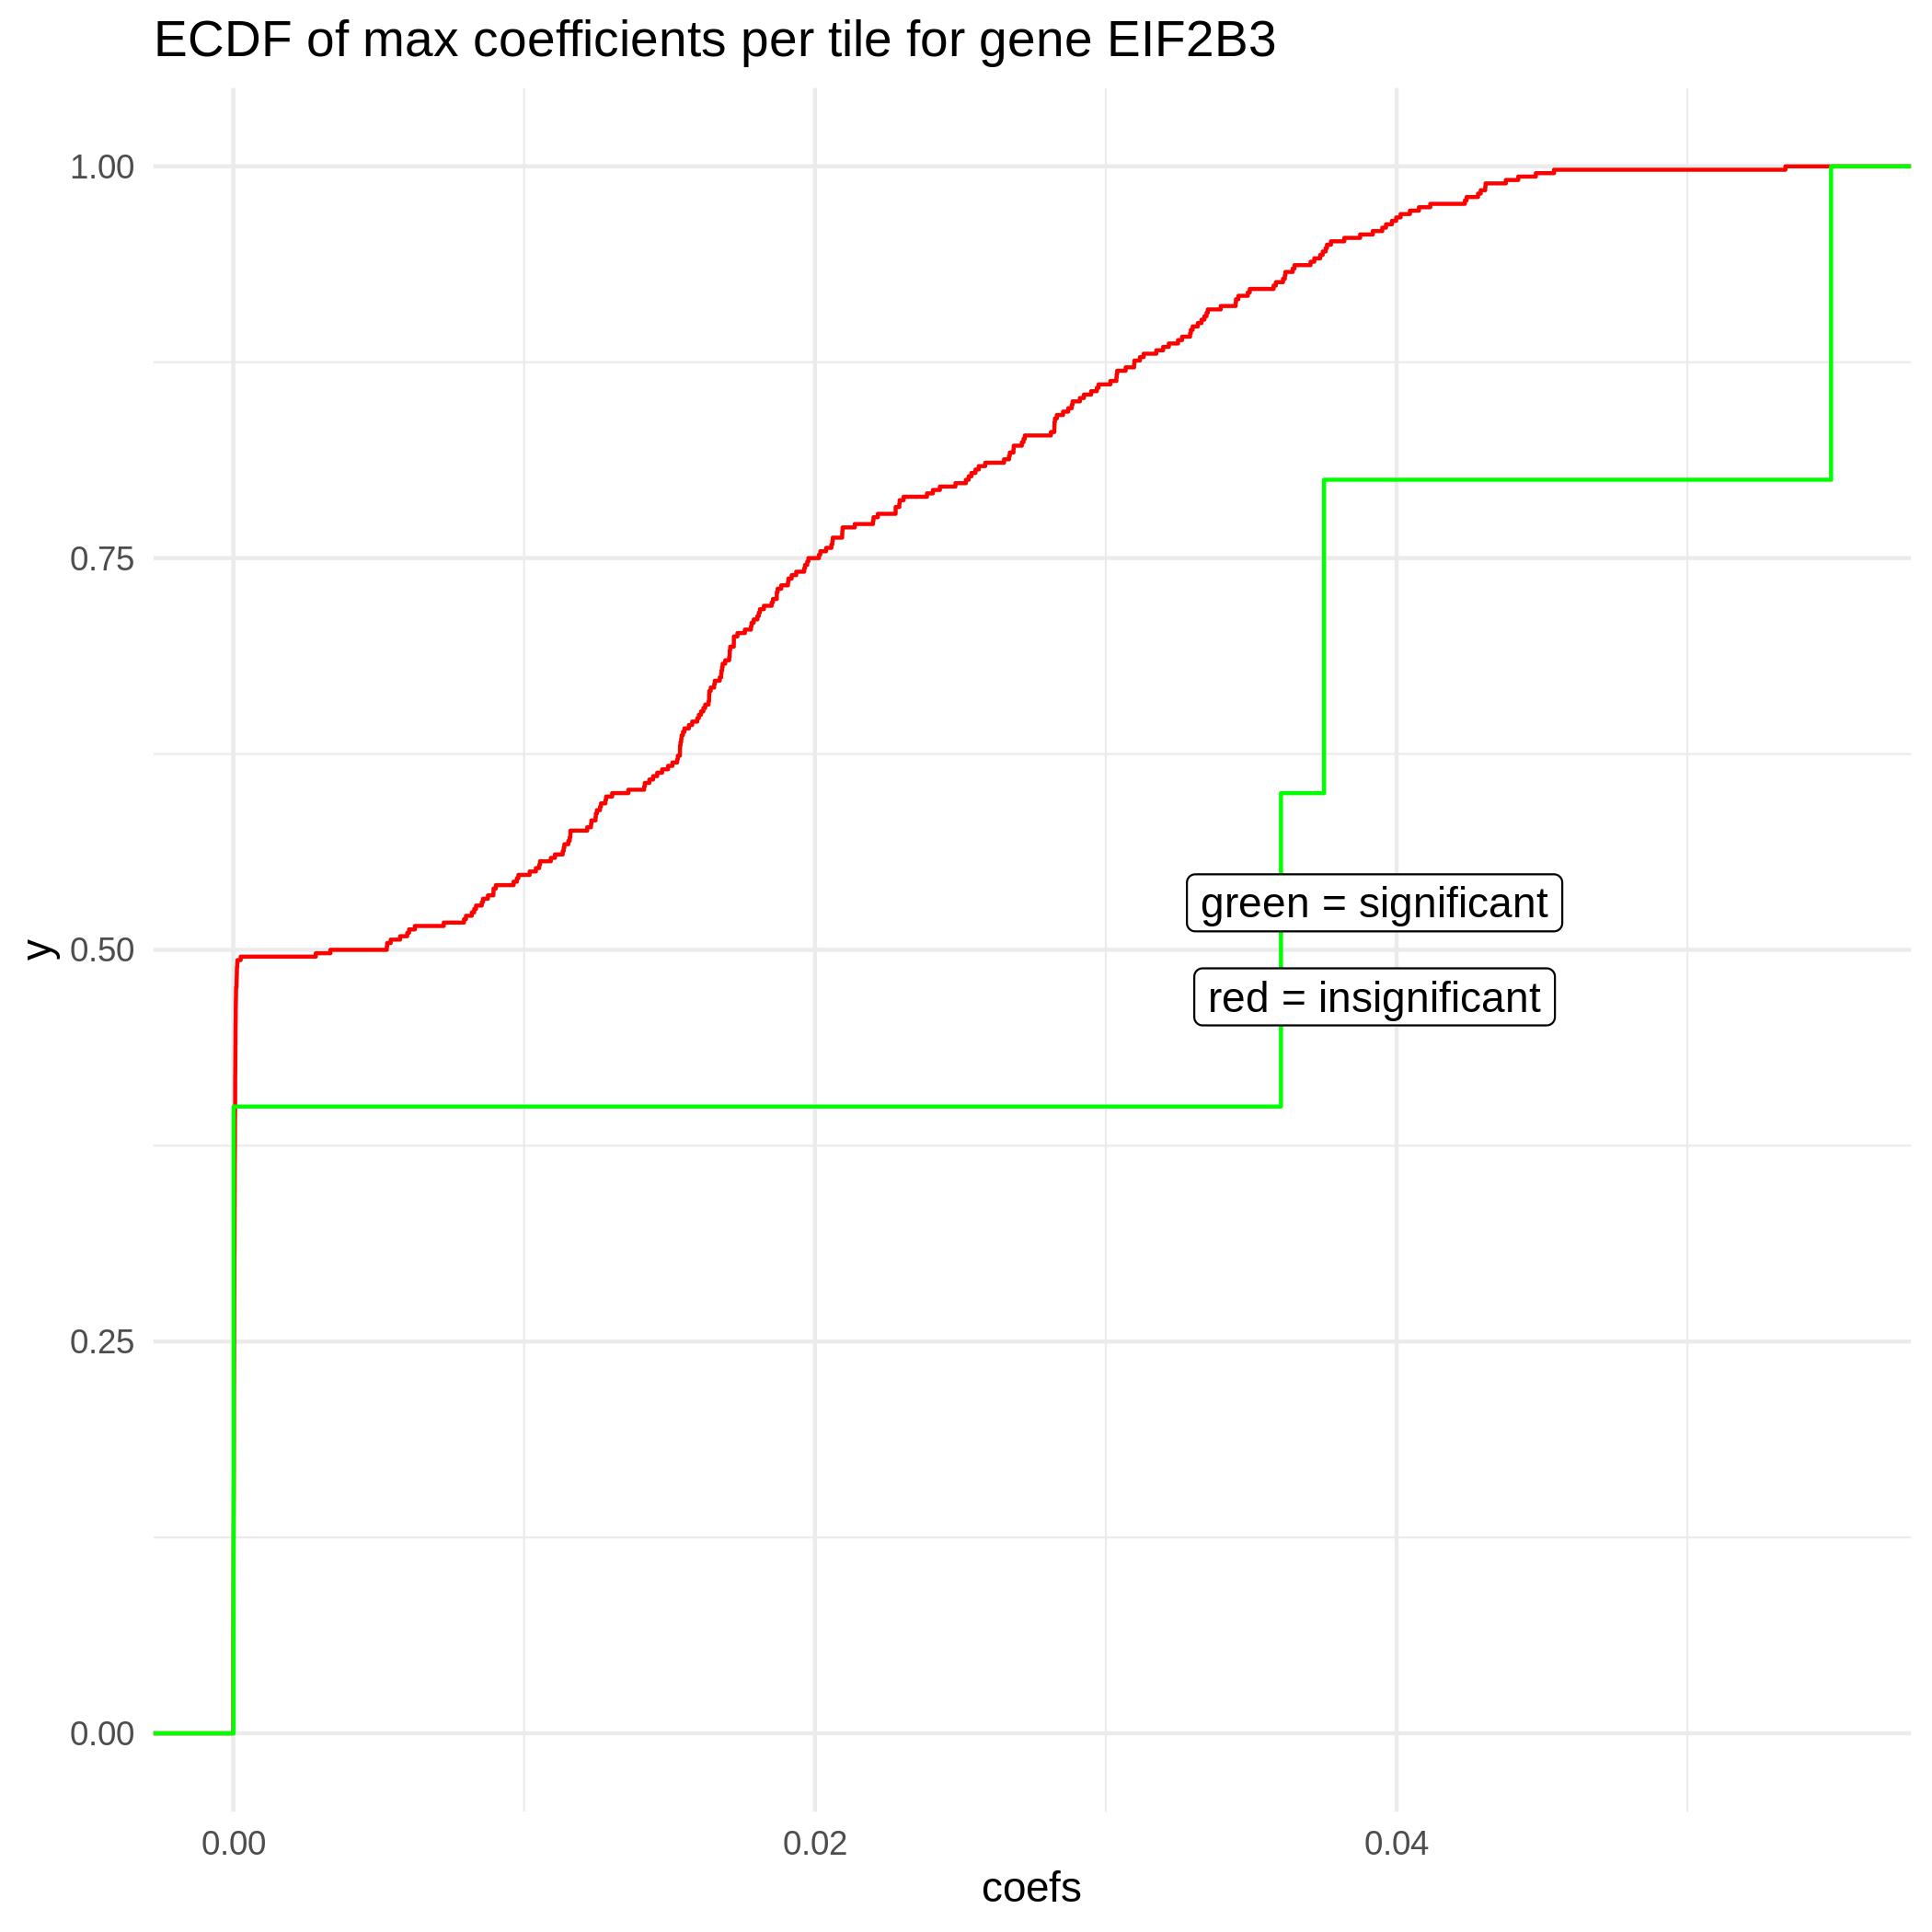 ECDF of max coefficients per tile for gene EIF2B3
1.00
0.75
0.50
0.25
0.00
y
green = significant
red = insignificant
0.00 0.02 0.04
coefs